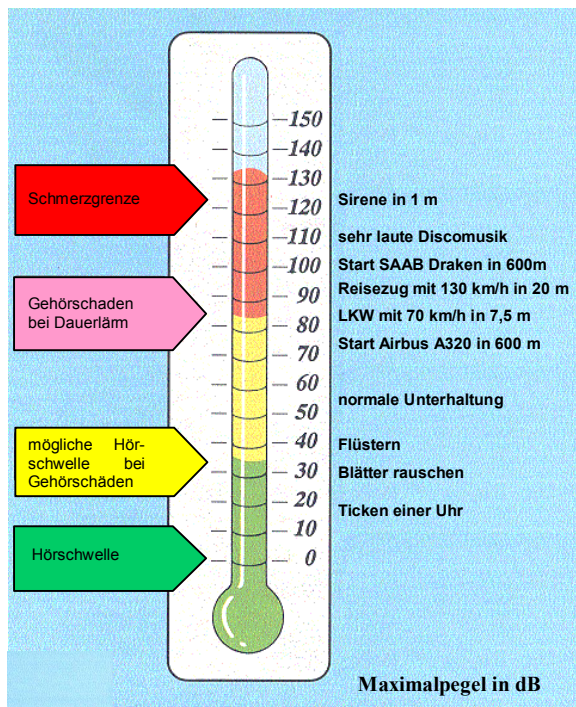 150
140
Schmerzgrenze
130
120
Sirene in 1 m
110
sehr laute Discomusik
100
Start SAAB Draken in 600m
Gehörschaden
bei Dauerlärm
90
Reisezug mit 130 km/h in 20 m
80
LKW mit 70 km/h in 7,5 m
70
Start Airbus A320 in 600 m
60
50
normale Unterhaltung
mögliche Hör-
schwelle bei
Gehörschäden
40
Flüstern
30
Blätter rauschen
20
Ticken einer Uhr
10
Hörschwelle
0
Maximalpegel in dB